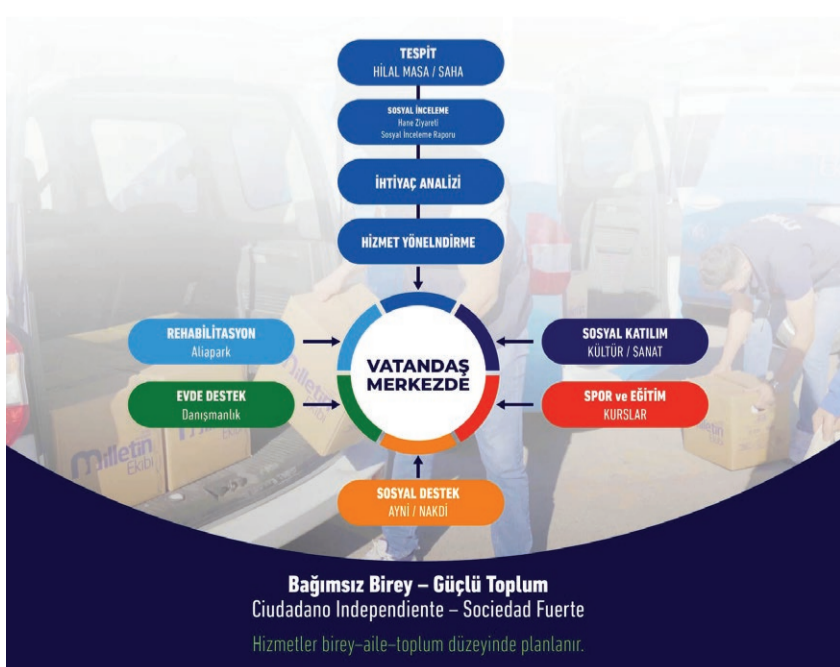 TESPİT
HİLAL MASA / SAHA
SOSYAL İNCELEME
Hane Ziyareti
Sosyal İnceleme Raporu
İHTİYAÇ ANALİZİ
HİZMET YÖNELNDİRME
REHABİLİTASYON
Aliapark
SOSYAL KATILIM
KÜLTÜR / SANAT
VATANDAŞ
MERKEZDE
EVDE DESTEK
Danışmanlık
SPOR ve EĞİTİM
KURSLAR
SOSYAL DESTEK
AYNİ / NAKDİ
Milletin
Ekibi
Bağımsız Birey – Güçlü Toplum
Ciudadano Independiente – Sociedad Fuerte
Hizmetler birey–aile–toplum düzeyinde planlanır.